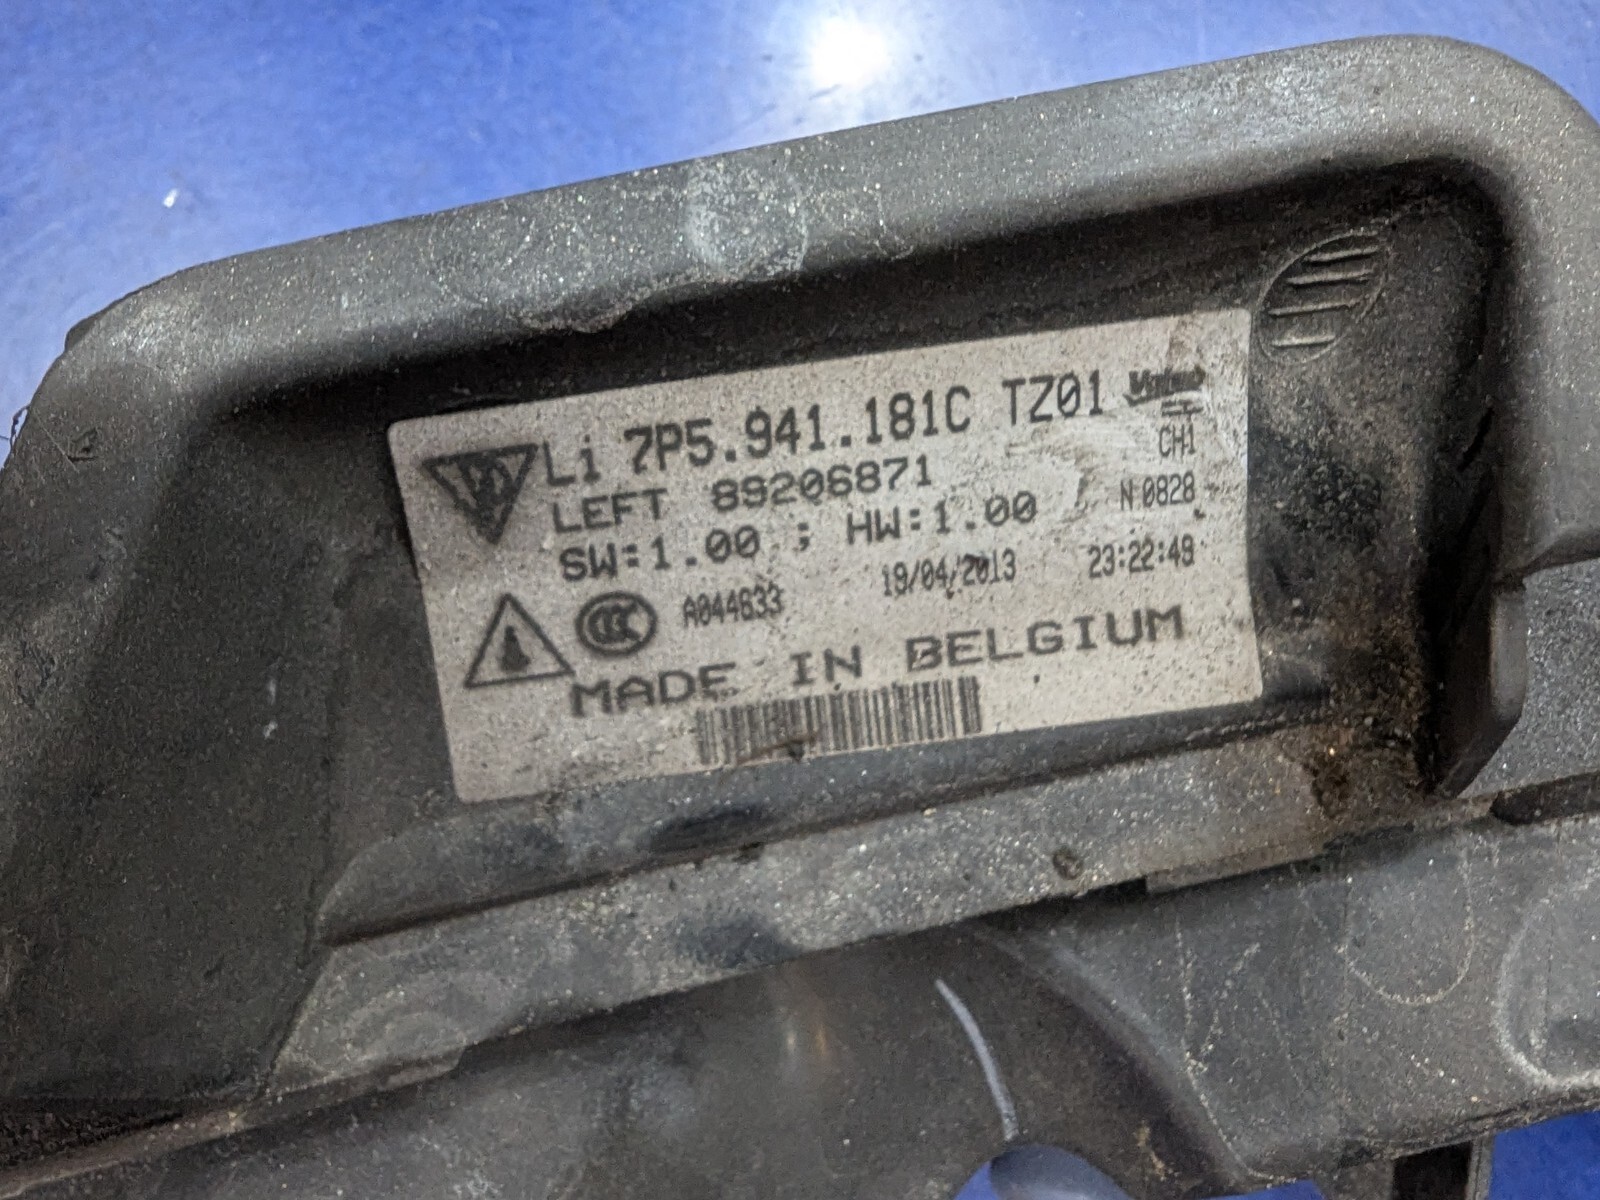 Li 7P5.941.181C TZ01 Valeo
CH1
LEFT 89206871
N 0828
SW:1.00 ; HW:1.00
A044633 19/04/2013 23:22:49
MADE IN BELGIUM